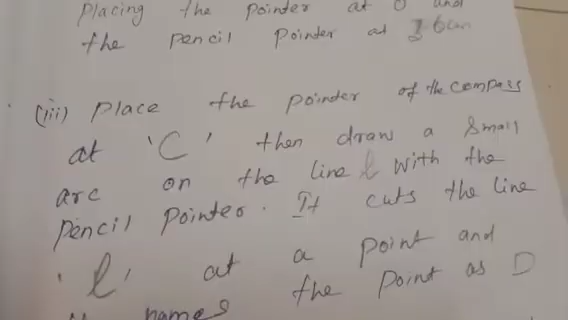 placing the pointer at 0 and
the pencil pointer at
(iii) place the pointer of the compass
at 'C' then draw a small
arc on the line l with the
pencil pointer. It cuts the line
'l' at a point and
names the point as D